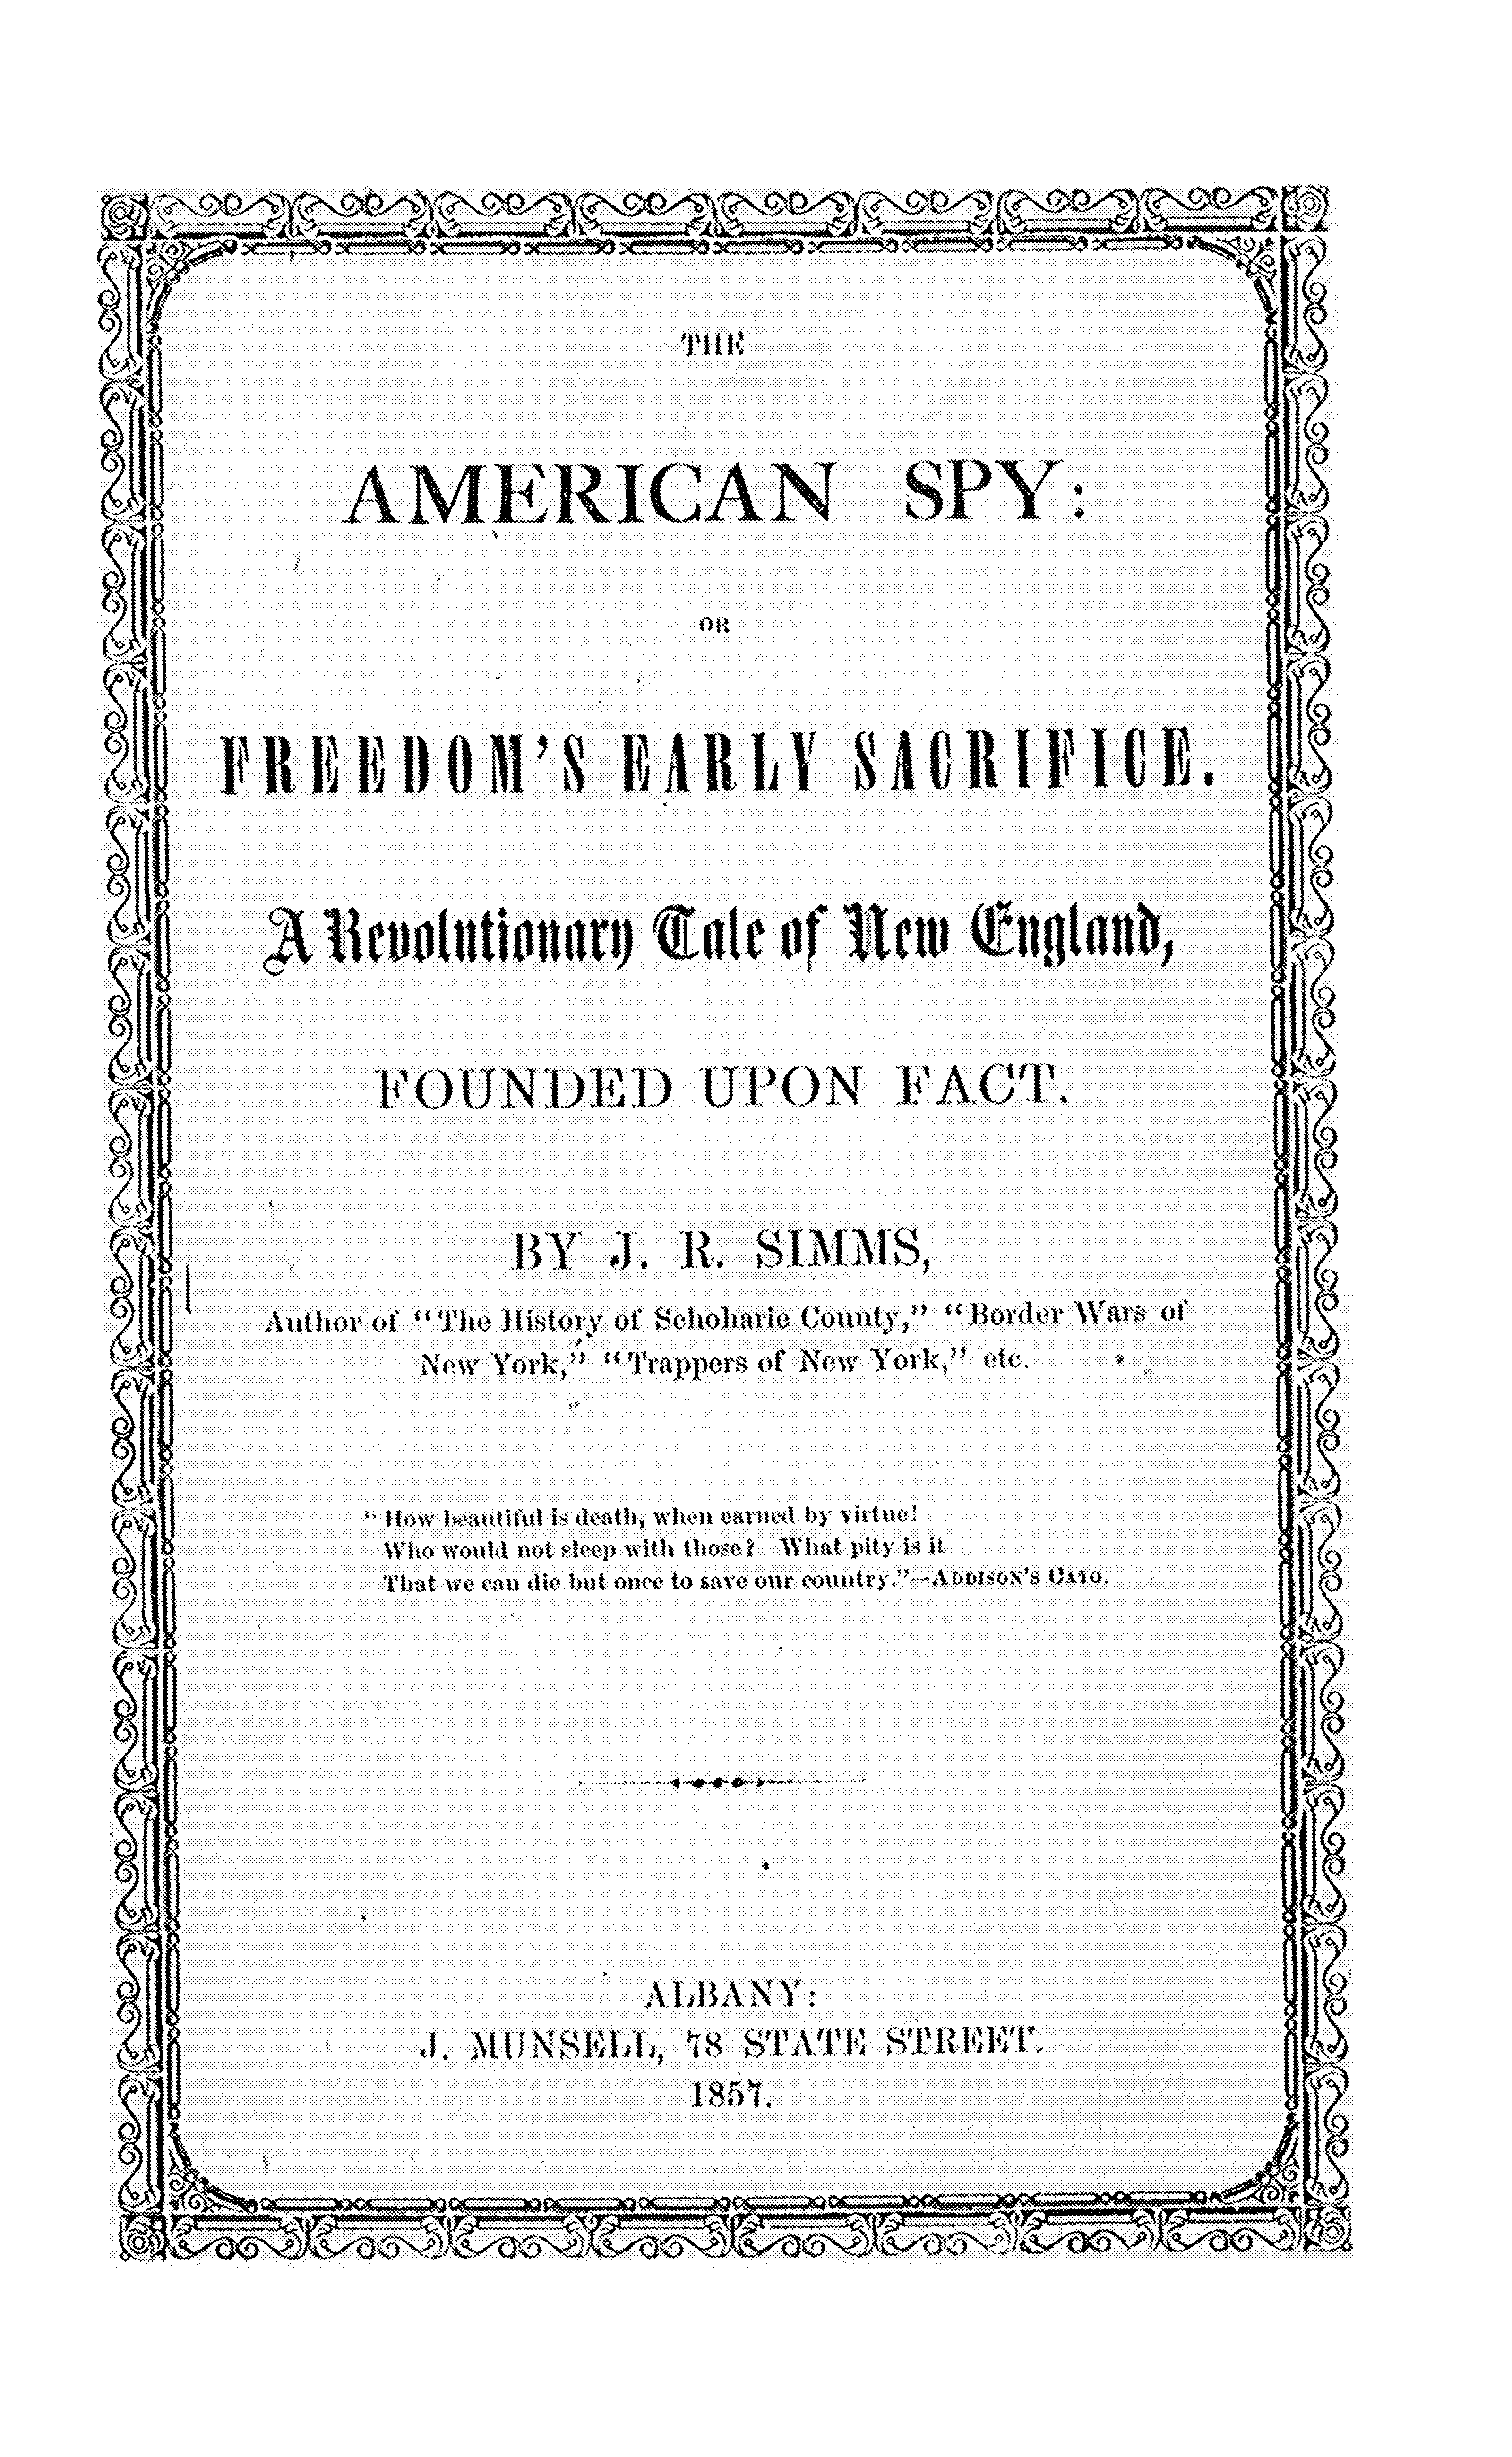 THE
AMERICAN SPY:
OR
FREEDOM'S EARLY SACRIFICE.
A Revolutionary Tale of New England,
FOUNDED UPON FACT.
BY J. R. SIMMS,
Author of "The History of Schoharie County," "Border Wars of
New York," "Trappers of New York," etc.
"How beautiful is death, when earned by virtue!
Who would not sleep with those? What pity is it
That we can die but once to save our country."—ADDISON'S CATO.
ALBANY:
J. MUNSELL, 78 STATE STREET.
1857.